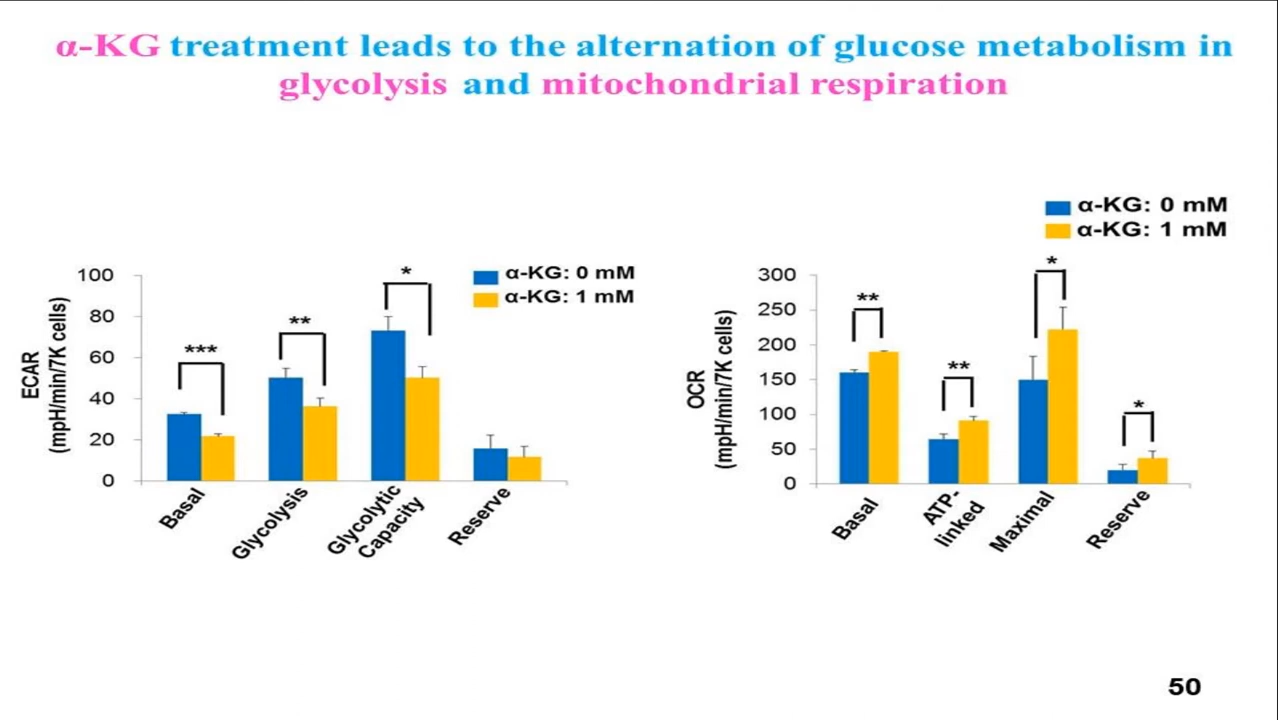 α-KG treatment leads to the alternation of glucose metabolism in
glycolysis and mitochondrial respiration
α-KG: 0 mM
α-KG: 1 mM
100
80
60
40
20
0
ECAR
(mpH/min/7K cells)
***
**
*
Basal
Glycolysis
Glycolytic
Capacity
Reserve
α-KG: 0 mM
α-KG: 1 mM
300
250
200
150
100
50
0
OCR
(mpH/min/7K cells)
**
**
*
*
Basal
ATP-
linked
Maximal
Reserve
50